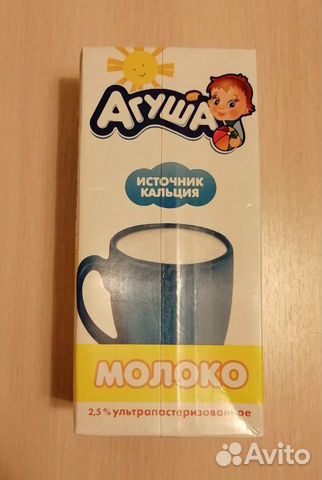 АГУША
ИСТОЧНИК
КАЛЬЦИЯ
МОЛОКО
2,5% ультрапастеризованное
Avito